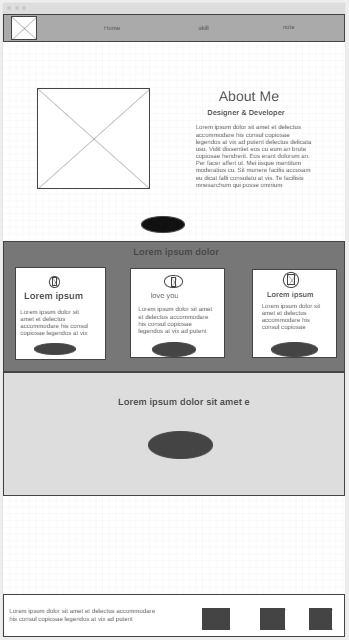 Home skill note
About Me
Designer & Developer
Lorem ipsum dolor sit amet et delectus
accommodare his consul copiosae
legendos at vix ad putent delectus delicata
usu. Vidit dissentiet eos cu eum an brute
copiosae hendrerit. Eos erant dolorum an.
Per facer affert ut. Mei iisque mentitum
moderatius cu. Sit munere facilis accusam
eu dicat falli consulatu at vis. Te facilisis
mnesarchum qui posse omnium
Lorem ipsum dolor
Lorem ipsum
Lorem ipsum dolor sit
amet et delectus
accommodare his consul
copiosae legendos at vix
love you
Lorem ipsum dolor sit amet
et delectus accommodare
his consul copiosae
legendos at vix ad putent
Lorem ipsum
Lorem ipsum dolor sit
amet et delectus
accommodare his
consul copiosae
Lorem ipsum dolor sit amet e
Lorem ipsum dolor sit amet et delectus accommodare
his consul copiosae legendos at vix ad putent